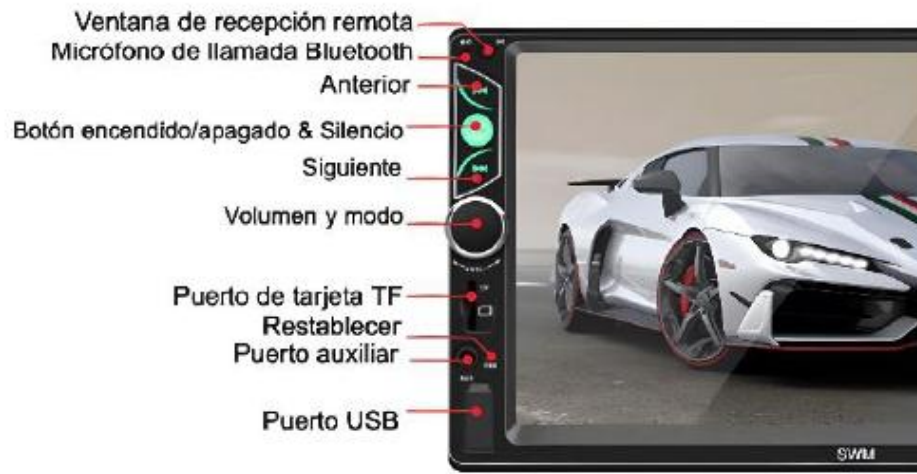 Ventana de recepción remota
Micrófono de llamada Bluetooth
Anterior
Botón encendido/apagado & Silencio
Siguiente
Volumen y modo
Puerto de tarjeta TF
Restablecer
Puerto auxiliar
Puerto USB
SWM